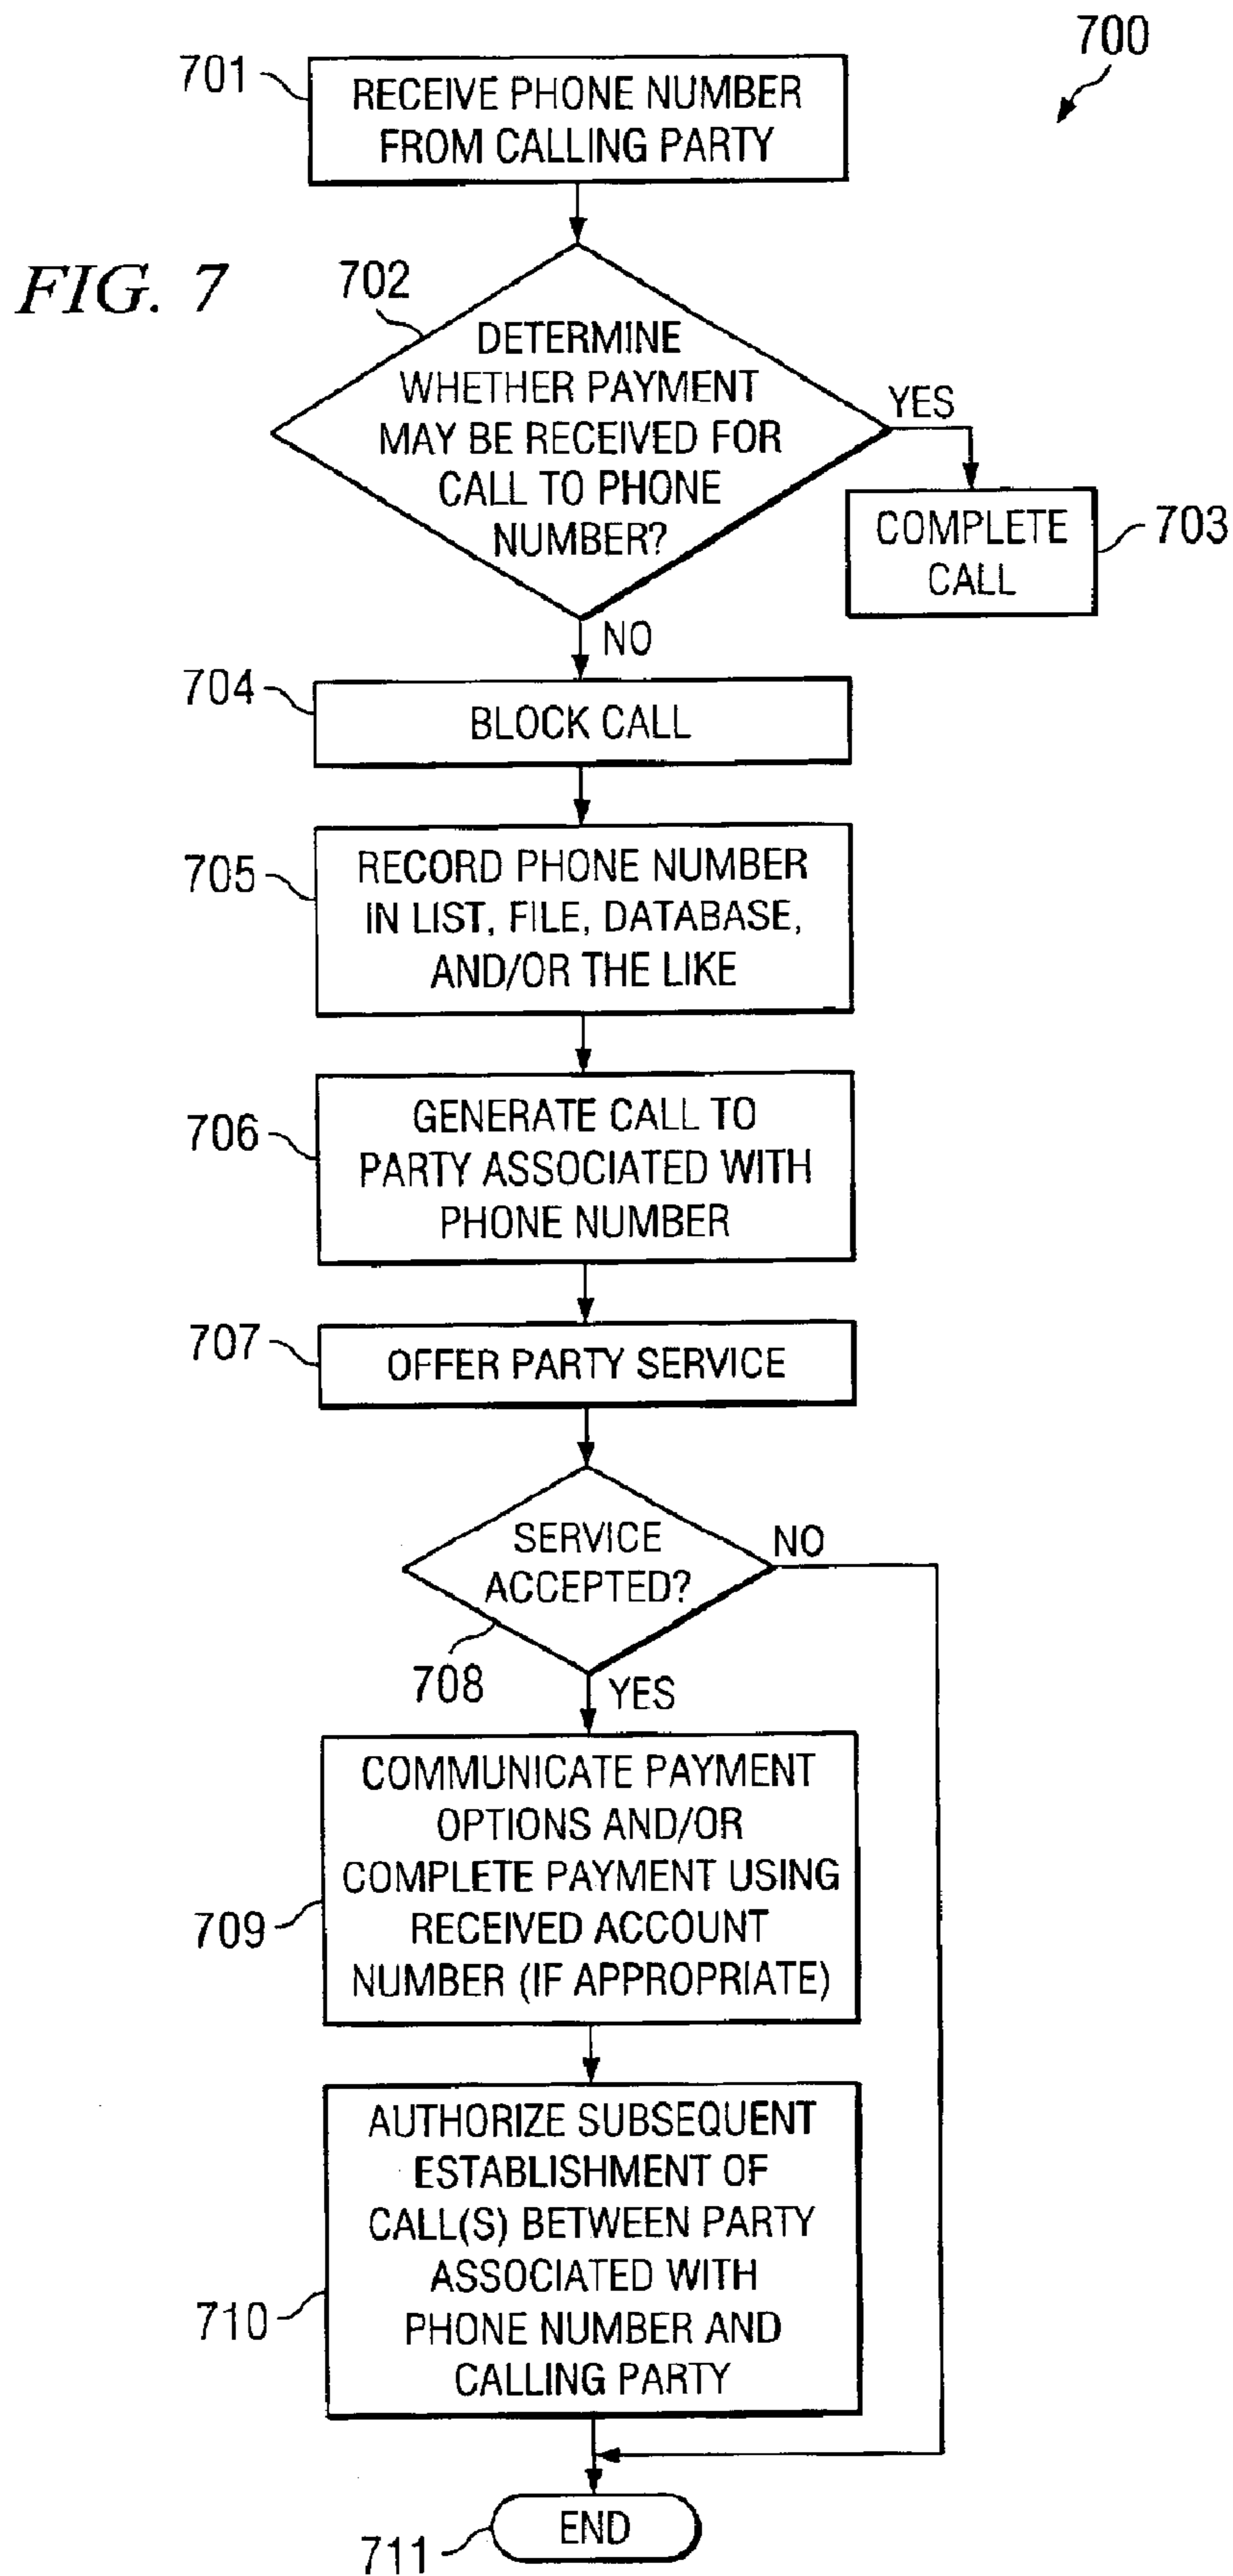 700
701
RECEIVE PHONE NUMBER
FROM CALLING PARTY
FIG. 7
702
DETERMINE
WHETHER PAYMENT
MAY BE RECEIVED FOR
CALL TO PHONE
NUMBER?
YES
COMPLETE
CALL
703
NO
704
BLOCK CALL
705
RECORD PHONE NUMBER
IN LIST, FILE, DATABASE,
AND/OR THE LIKE
706
GENERATE CALL TO
PARTY ASSOCIATED WITH
PHONE NUMBER
707
OFFER PARTY SERVICE
SERVICE
ACCEPTED?
NO
708
YES
COMMUNICATE PAYMENT
OPTIONS AND/OR
COMPLETE PAYMENT USING
RECEIVED ACCOUNT
NUMBER (IF APPROPRIATE)
709
AUTHORIZE SUBSEQUENT
ESTABLISHMENT OF
CALL(S) BETWEEN PARTY
ASSOCIATED WITH
PHONE NUMBER AND
CALLING PARTY
710
END
711